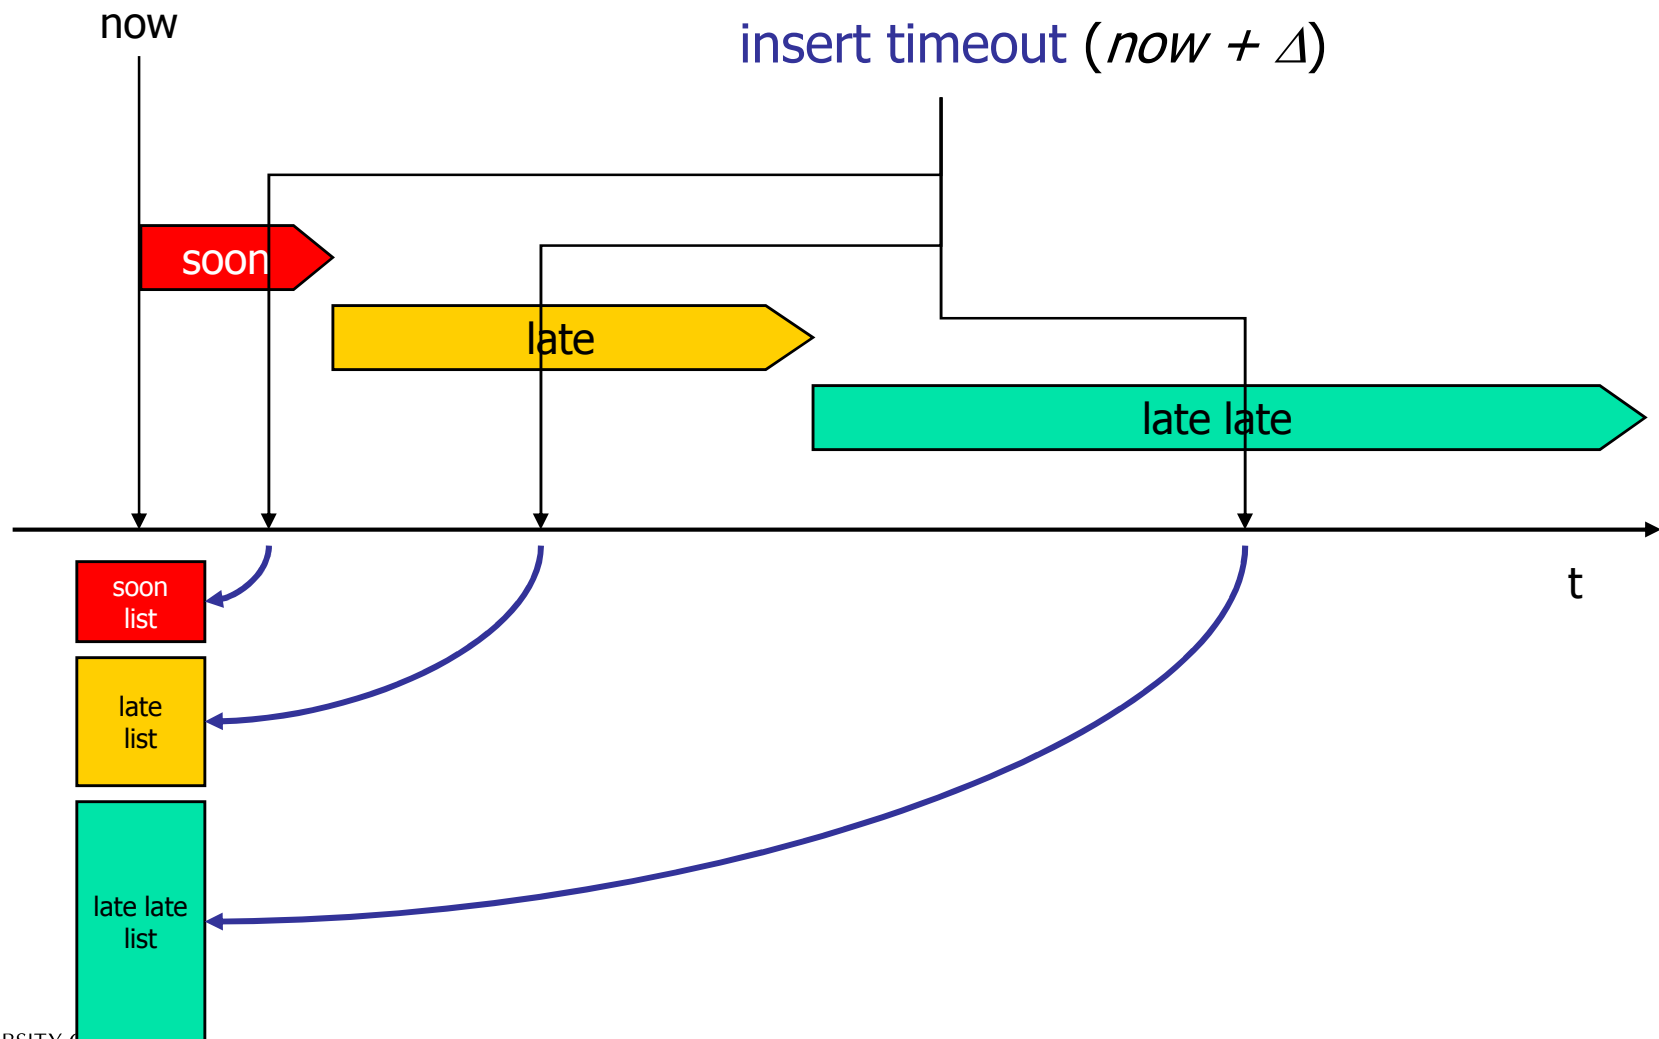 now
insert timeout (now + Δ)
soon
late
late late
t
soon
list
late
list
late late
list